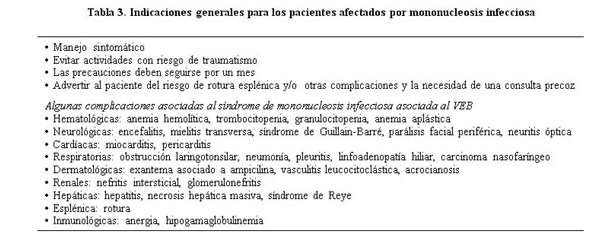 Tabla 3. Indicaciones generales para los pacientes afectados por mononucleosis infecciosa
• Manejo sintomático
• Evitar actividades con riesgo de traumatismo
• Las precauciones deben seguirse por un mes
• Advertir al paciente del riesgo de rotura esplénica y/o otras complicaciones y la necesidad de una consulta precoz
Algunas complicaciones asociadas al síndrome de mononucleosis infecciosa asociada al VEB
• Hematológicas: anemia hemolítica, trombocitopenia, granulocitopenia, anemia aplástica
• Neurológicas: encefalitis, mielitis transversa, síndrome de Guillain-Barré, parálisis facial periférica, neuritis óptica
• Cardíacas: miocarditis, pericarditis
• Respiratorias: obstrucción laringotonsilar, neumonía, pleuritis, linfoadenopatía hiliar, carcinoma nasofaríngeo
• Dermatológicas: exantema asociado a ampicilina, vasculitis leucocitoclástica, acrocianosis
• Renales: nefritis intersticial, glomerulonefritis
• Hepáticas: hepatitis, necrosis hepática masiva, síndrome de Reye
• Esplénica: rotura
• Inmunológicas: anergia, hipogamaglobulinemia